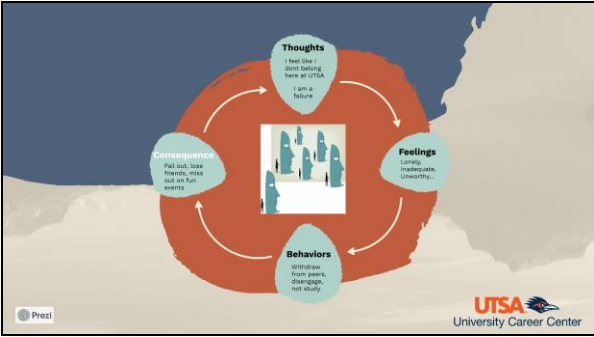 Thoughts
I feel like I
dont belong
here at UTSA
I am a
failure
Feelings
Lonely,
Inadequate,
Unworthy...
Behaviors
Withdraw
from peers,
disengage,
not study
Consequence
Fail out, lose
friends, miss
out on fun
events
Prezi
UTSA
University Career Center